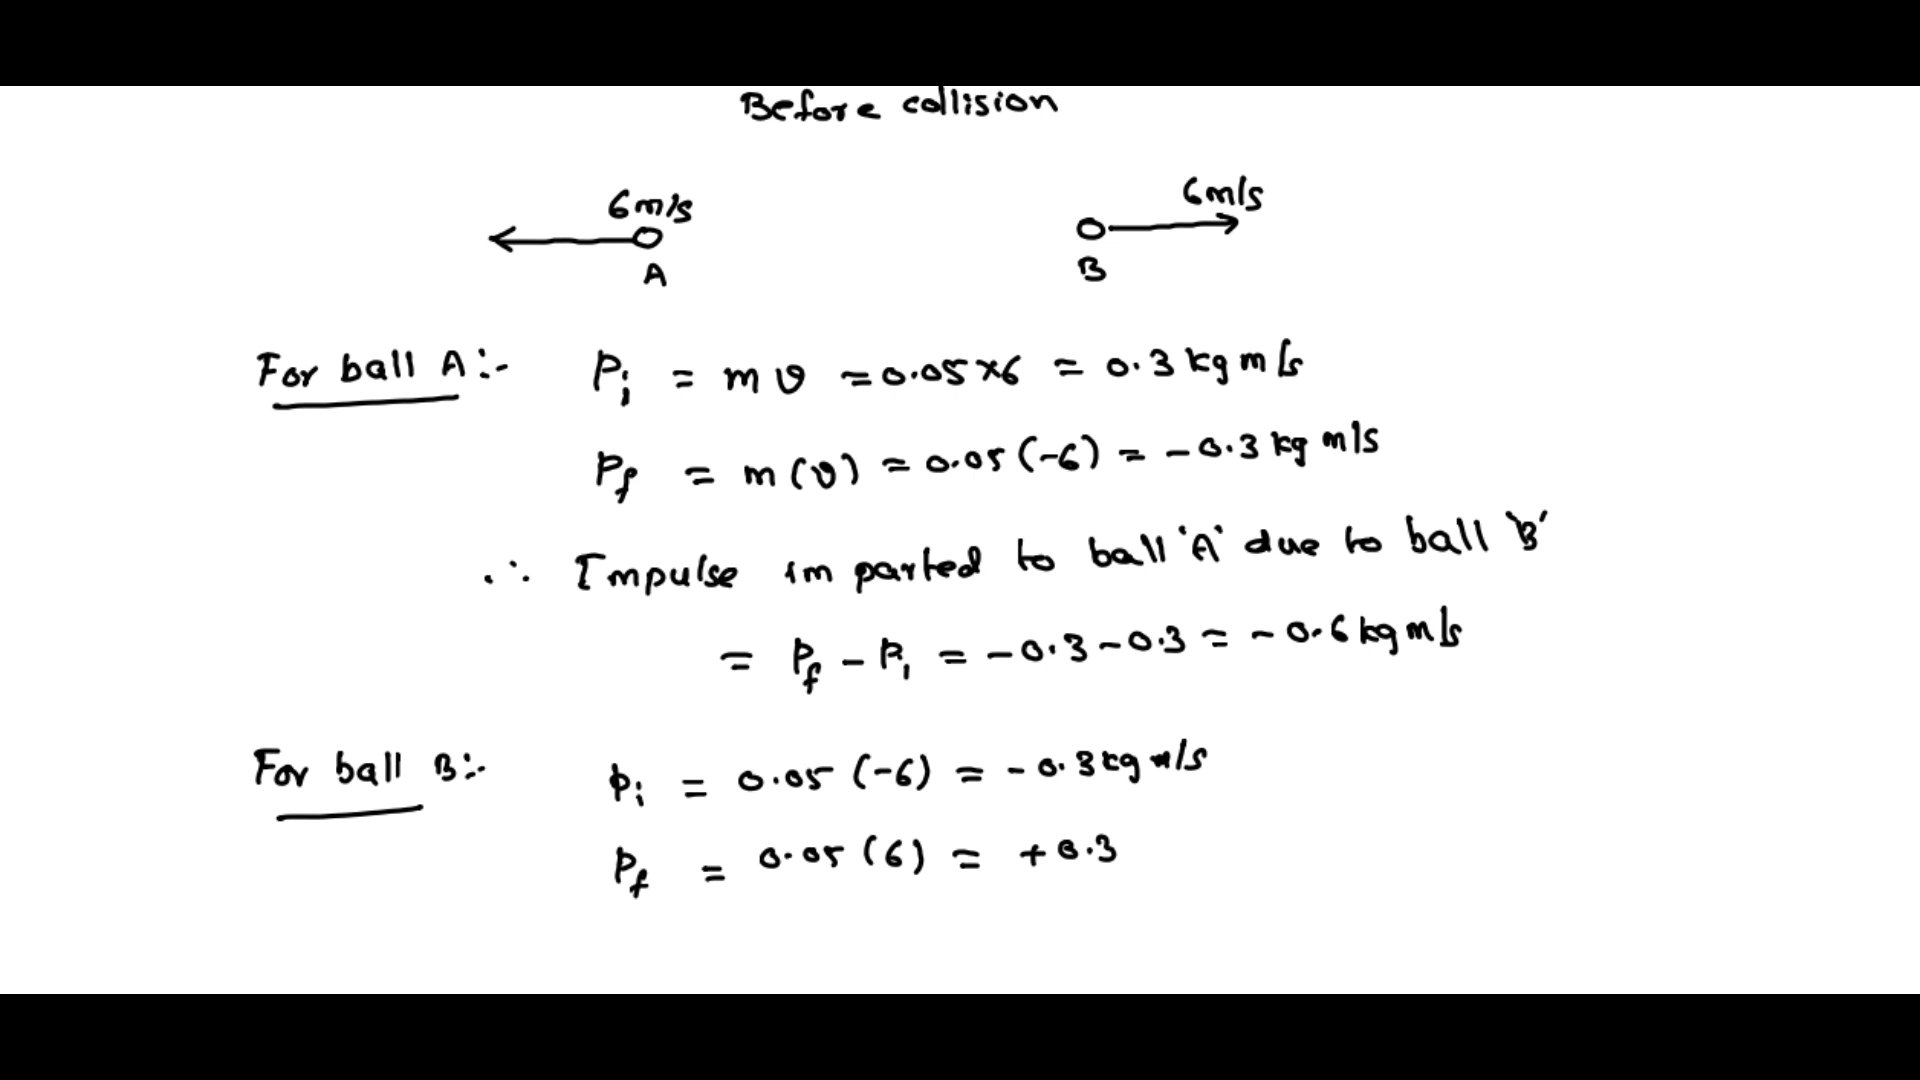 Before collision
6m/s 6m/s
A B
For ball A:- Pi = mv = 0.05×6 = 0.3 kg m/s
Pf = m(v) = 0.05(-6) = -0.3 kg m/s
∴ Impulse imparted to ball 'A' due to ball 'B'
= Pf - Pi = -0.3-0.3 = -0.6 kg m/s
For ball B:- Pi = 0.05 (-6) = -0.3 kg m/s
Pf = 0.05 (6) = +0.3